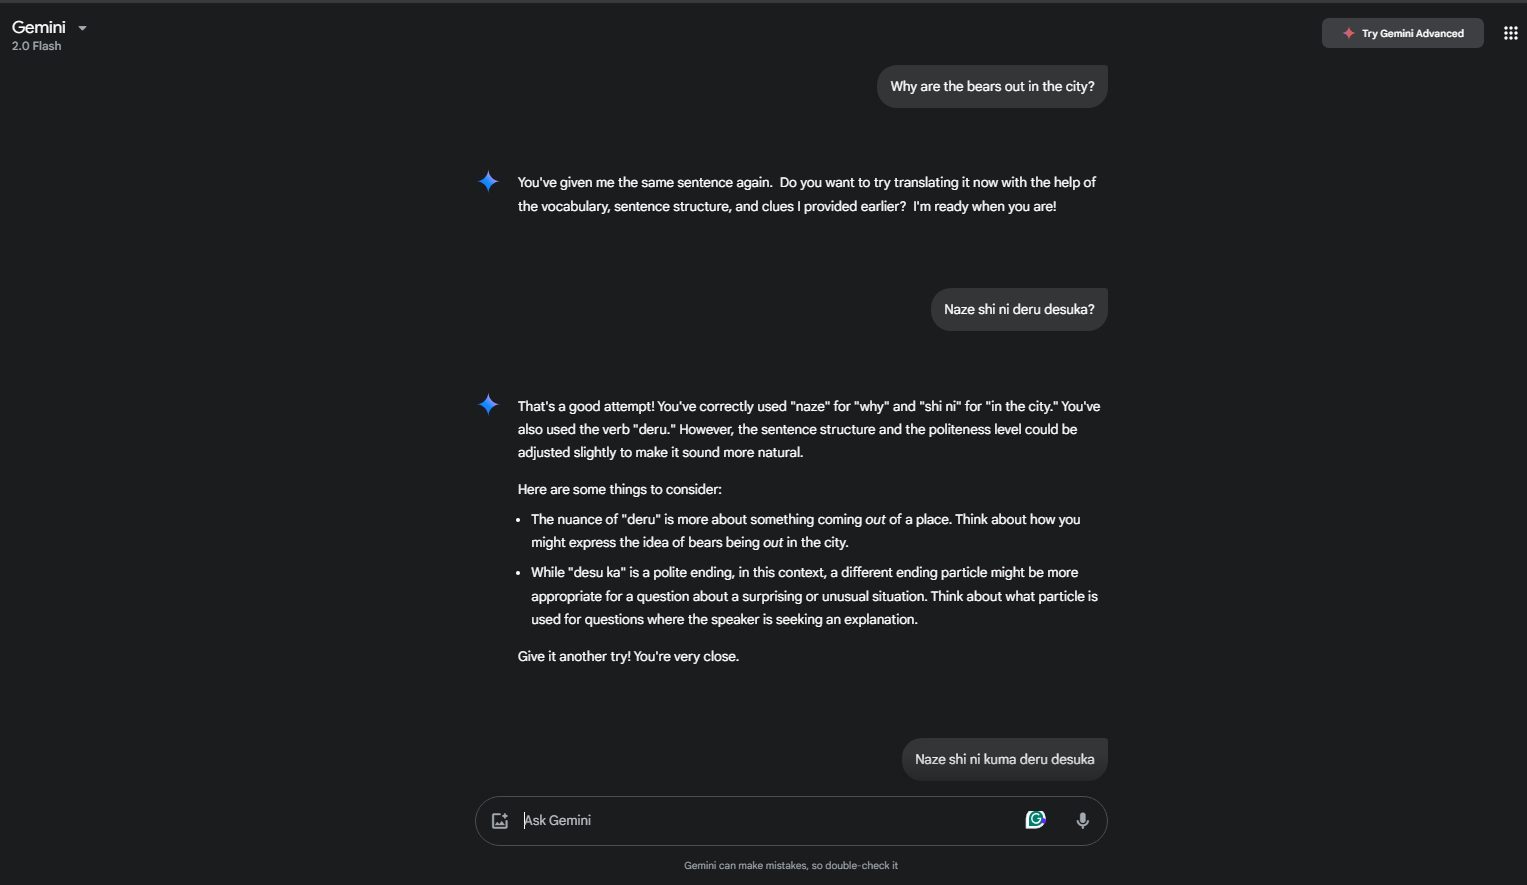 Gemini
2.0 Flash
Try Gemini Advanced
Why are the bears out in the city?
You've given me the same sentence again.  Do you want to try translating it now with the help of
the vocabulary, sentence structure, and clues I provided earlier?  I'm ready when you are!
Naze shi ni deru desuka?
That's a good attempt! You've correctly used "naze" for "why" and "shi ni" for "in the city." You've
also used the verb "deru." However, the sentence structure and the politeness level could be
adjusted slightly to make it sound more natural.
Here are some things to consider:
• The nuance of "deru" is more about something coming out of a place. Think about how you
might express the idea of bears being out in the city.
• While "desu ka" is a polite ending, in this context, a different ending particle might be more
appropriate for a question about a surprising or unusual situation. Think about what particle is
used for questions where the speaker is seeking an explanation.
Give it another try! You're very close.
Naze shi ni kuma deru desuka
Ask Gemini
Gemini can make mistakes, so double-check it